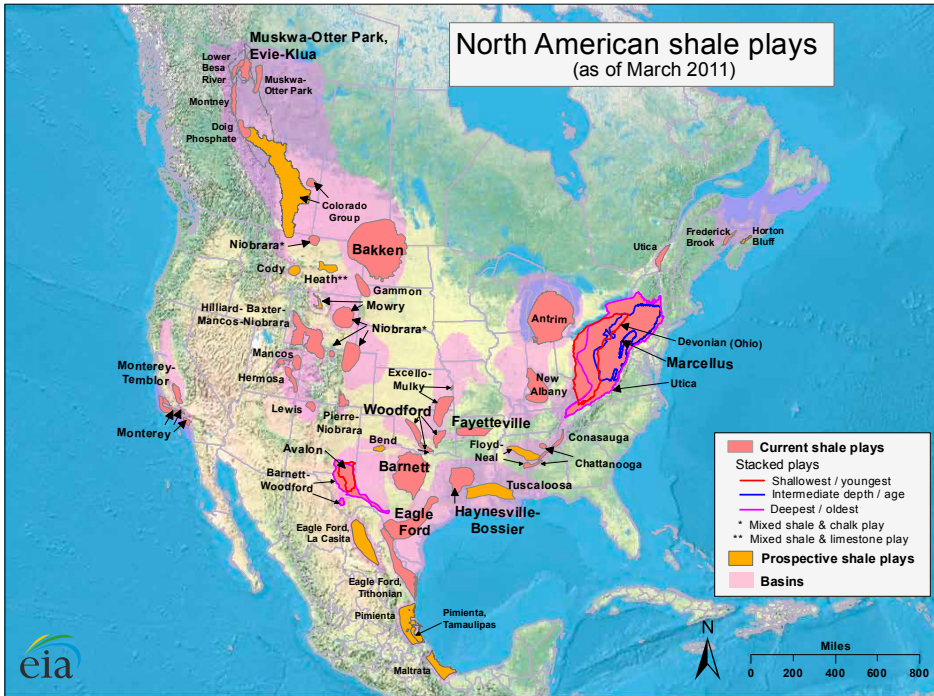 North American shale plays
(as of March 2011)
Muskwa-Otter Park,
Evie-Klua
Lower
Besa
River
Muskwa-
Otter Park
Montney
Doig
Phosphate
Colorado
Group
Niobrara*
Bakken
Cody
Heath**
Gammon
Mowry
Hilliard- Baxter-
Mancos-Niobrara
Niobrara*
Antrim
Utica
Frederick
Brook
Horton
Bluff
Devonian (Ohio)
Marcellus
Utica
Mancos
Monterey-
Temblor
Hermosa
Excello-
Mulky
New
Albany
Lewis
Pierre-
Niobrara
Woodford
Fayetteville
Monterey
Bend
Floyd-
Neal
Conasauga
Chattanooga
Avalon
Barnett
Barnett-
Woodford
Tuscaloosa
Haynesville-
Bossier
Eagle
Ford
Eagle Ford,
La Casita
Eagle Ford,
Tithonian
Pimienta
Pimienta,
Tamaulipas
Maltrata
Current shale plays
Stacked plays
Shallowest / youngest
Intermediate depth / age
Deepest / oldest
* Mixed shale & chalk play
** Mixed shale & limestone play
Prospective shale plays
Basins
N
Miles
0 200 400 600 800
eia